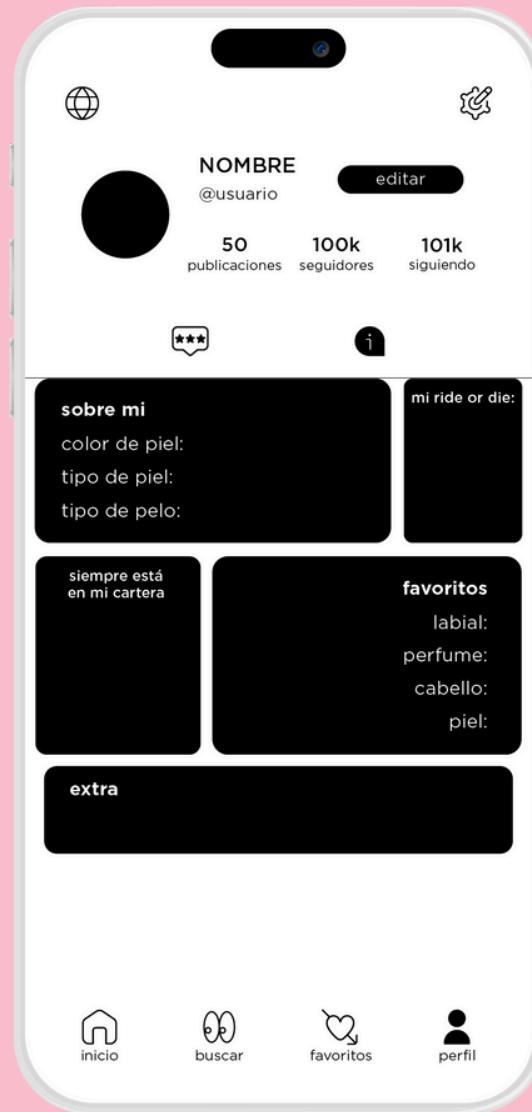 NOMBRE
@usuario
editar
50
publicaciones
100k
seguidores
101k
siguiendo
i
sobre mi
color de piel:
tipo de piel:
tipo de pelo:
mi ride or die:
siempre está
en mi cartera
favoritos
labial:
perfume:
cabello:
piel:
extra
inicio
buscar
favoritos
perfil